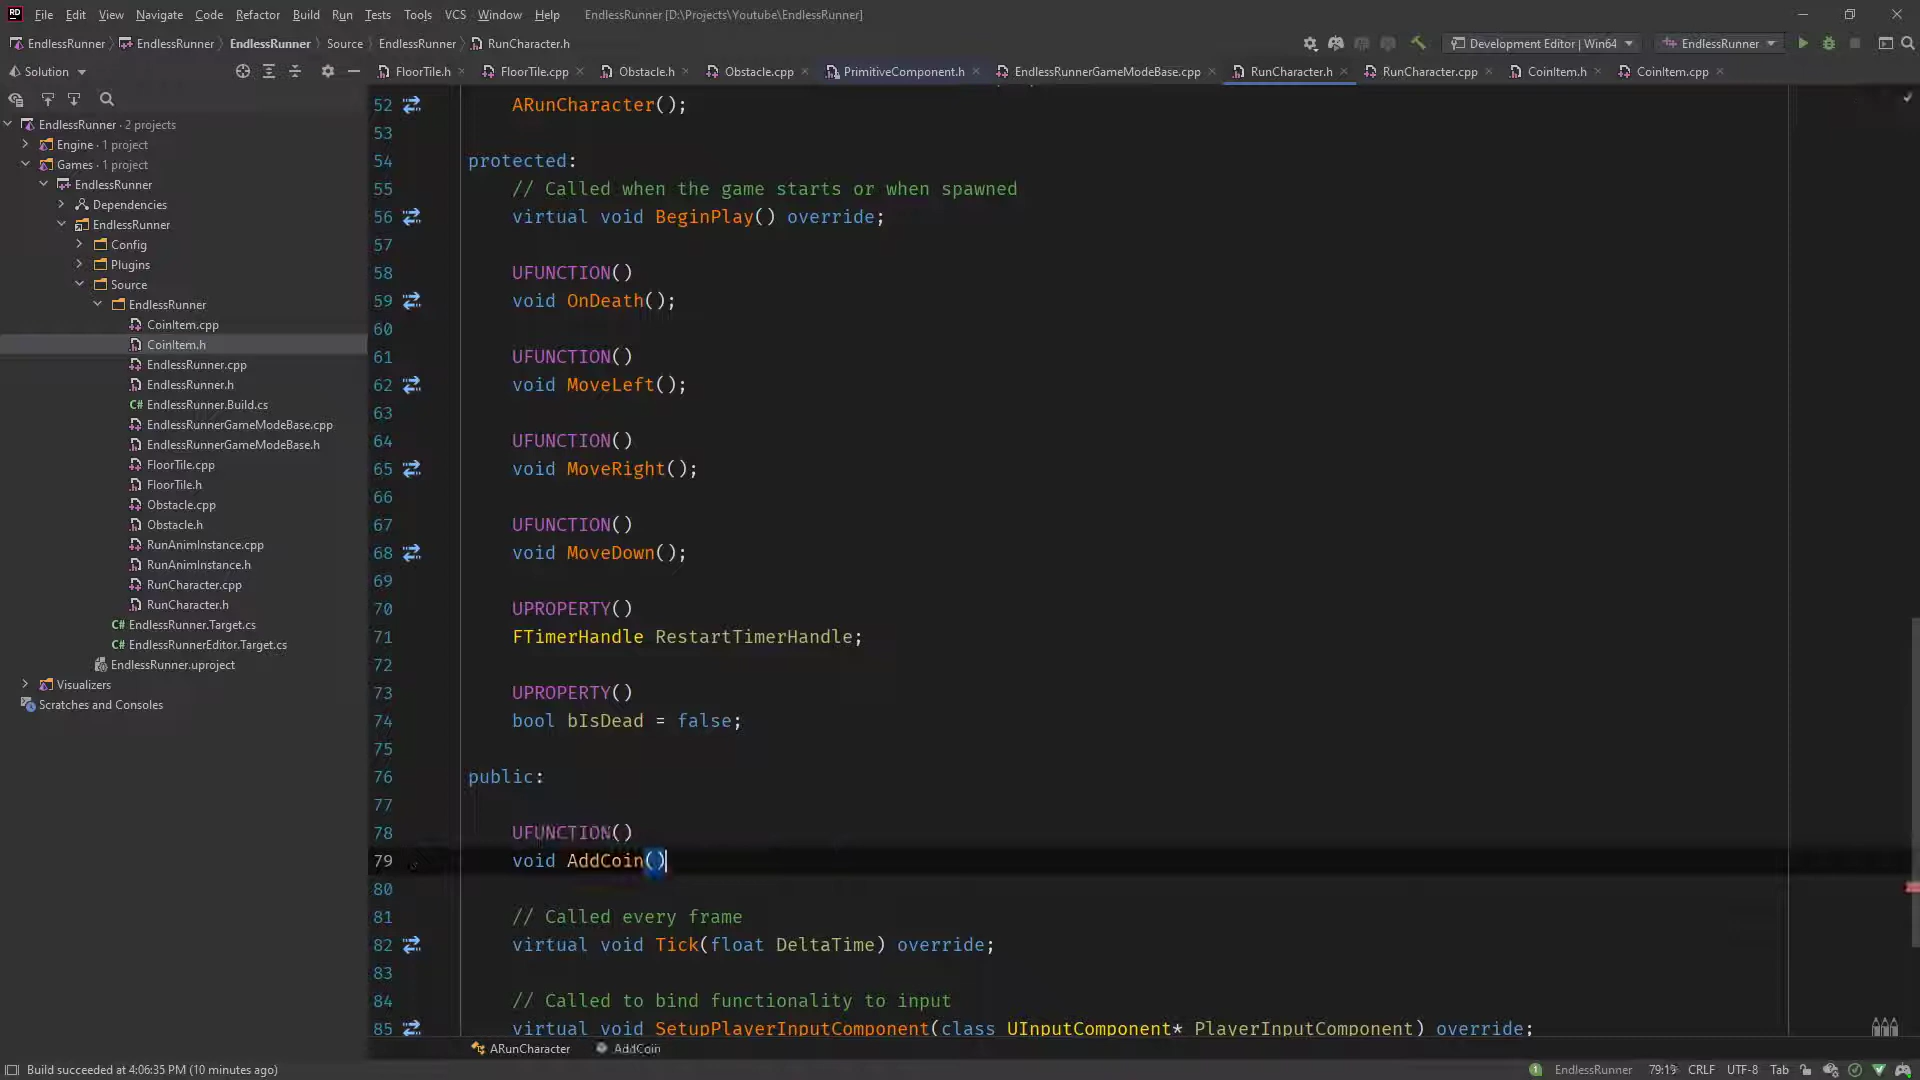 RD File Edit View Navigate Code Refactor Build Run Tests Tools VCS Window Help EndlessRunner [D:\Projects\Youtube\EndlessRunner]
EndlessRunner EndlessRunner EndlessRunner Source EndlessRunner RunCharacter.h Development Editor | Win64 EndlessRunner
Solution FloorTile.h FloorTile.cpp Obstacle.h Obstacle.cpp PrimitiveComponent.h EndlessRunnerGameModeBase.cpp RunCharacter.h RunCharacter.cpp CoinItem.h CoinItem.cpp
EndlessRunner · 2 projects
Engine · 1 project
Games · 1 project
EndlessRunner
Dependencies
EndlessRunner
Config
Plugins
Source
EndlessRunner
CoinItem.cpp
CoinItem.h
EndlessRunner.cpp
EndlessRunner.h
C# EndlessRunner.Build.cs
EndlessRunnerGameModeBase.cpp
EndlessRunnerGameModeBase.h
FloorTile.cpp
FloorTile.h
Obstacle.cpp
Obstacle.h
RunAnimInstance.cpp
RunAnimInstance.h
RunCharacter.cpp
RunCharacter.h
C# EndlessRunner.Target.cs
C# EndlessRunnerEditor.Target.cs
EndlessRunner.uproject
Visualizers
Scratches and Consoles
52 ARunCharacter();
53
54 protected:
55 // Called when the game starts or when spawned
56 virtual void BeginPlay() override;
57
58 UFUNCTION()
59 void OnDeath();
60
61 UFUNCTION()
62 void MoveLeft();
63
64 UFUNCTION()
65 void MoveRight();
66
67 UFUNCTION()
68 void MoveDown();
69
70 UPROPERTY()
71 FTimerHandle RestartTimerHandle;
72
73 UPROPERTY()
74 bool bIsDead = false;
75
76 public:
77
78 UFUNCTION()
79 void AddCoin()
80
81 // Called every frame
82 virtual void Tick(float DeltaTime) override;
83
84 // Called to bind functionality to input
85 virtual void SetupPlayerInputComponent(class UInputComponent* PlayerInputComponent) override;
ARunCharacter AddCoin
Build succeeded at 4:06:35 PM (10 minutes ago) 1 EndlessRunner 79:19 CRLF UTF-8 Tab